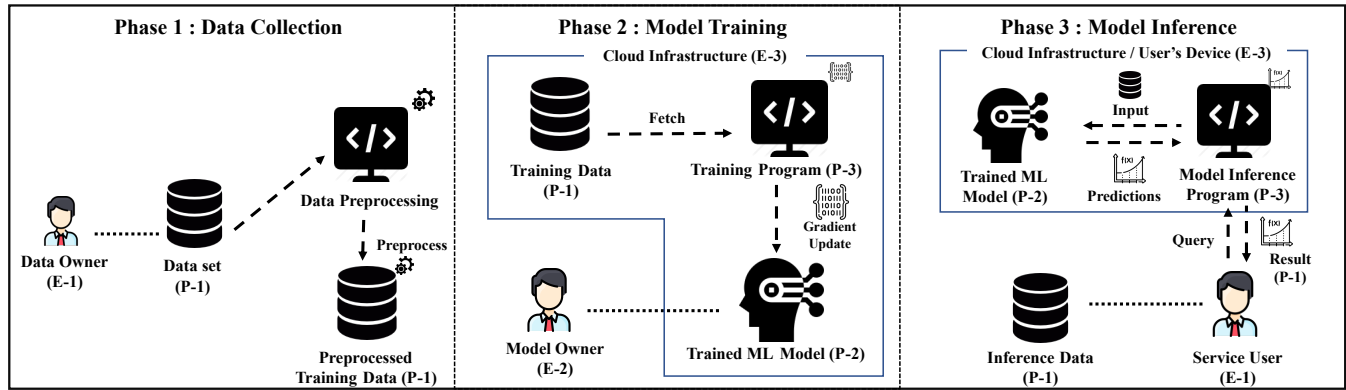 Phase 1 : Data Collection
</>
Data Preprocessing
Preprocess
Data Owner
(E-1)
Data set
(P-1)
Preprocessed
Training Data (P-1)
Phase 2 : Model Training
Cloud Infrastructure (E-3)
Fetch
</>
Training Data
(P-1)
Training Program (P-3)
Gradient
Update
Model Owner
(E-2)
Trained ML Model (P-2)
Phase 3 : Model Inference
Cloud Infrastructure / User's Device (E-3)
Input
</>
f(X)
Trained ML
Model (P-2)
f(X)
Predictions
Model Inference
Program (P-3)
Query
f(X)
Result
(P-1)
Inference Data
(P-1)
Service User
(E-1)